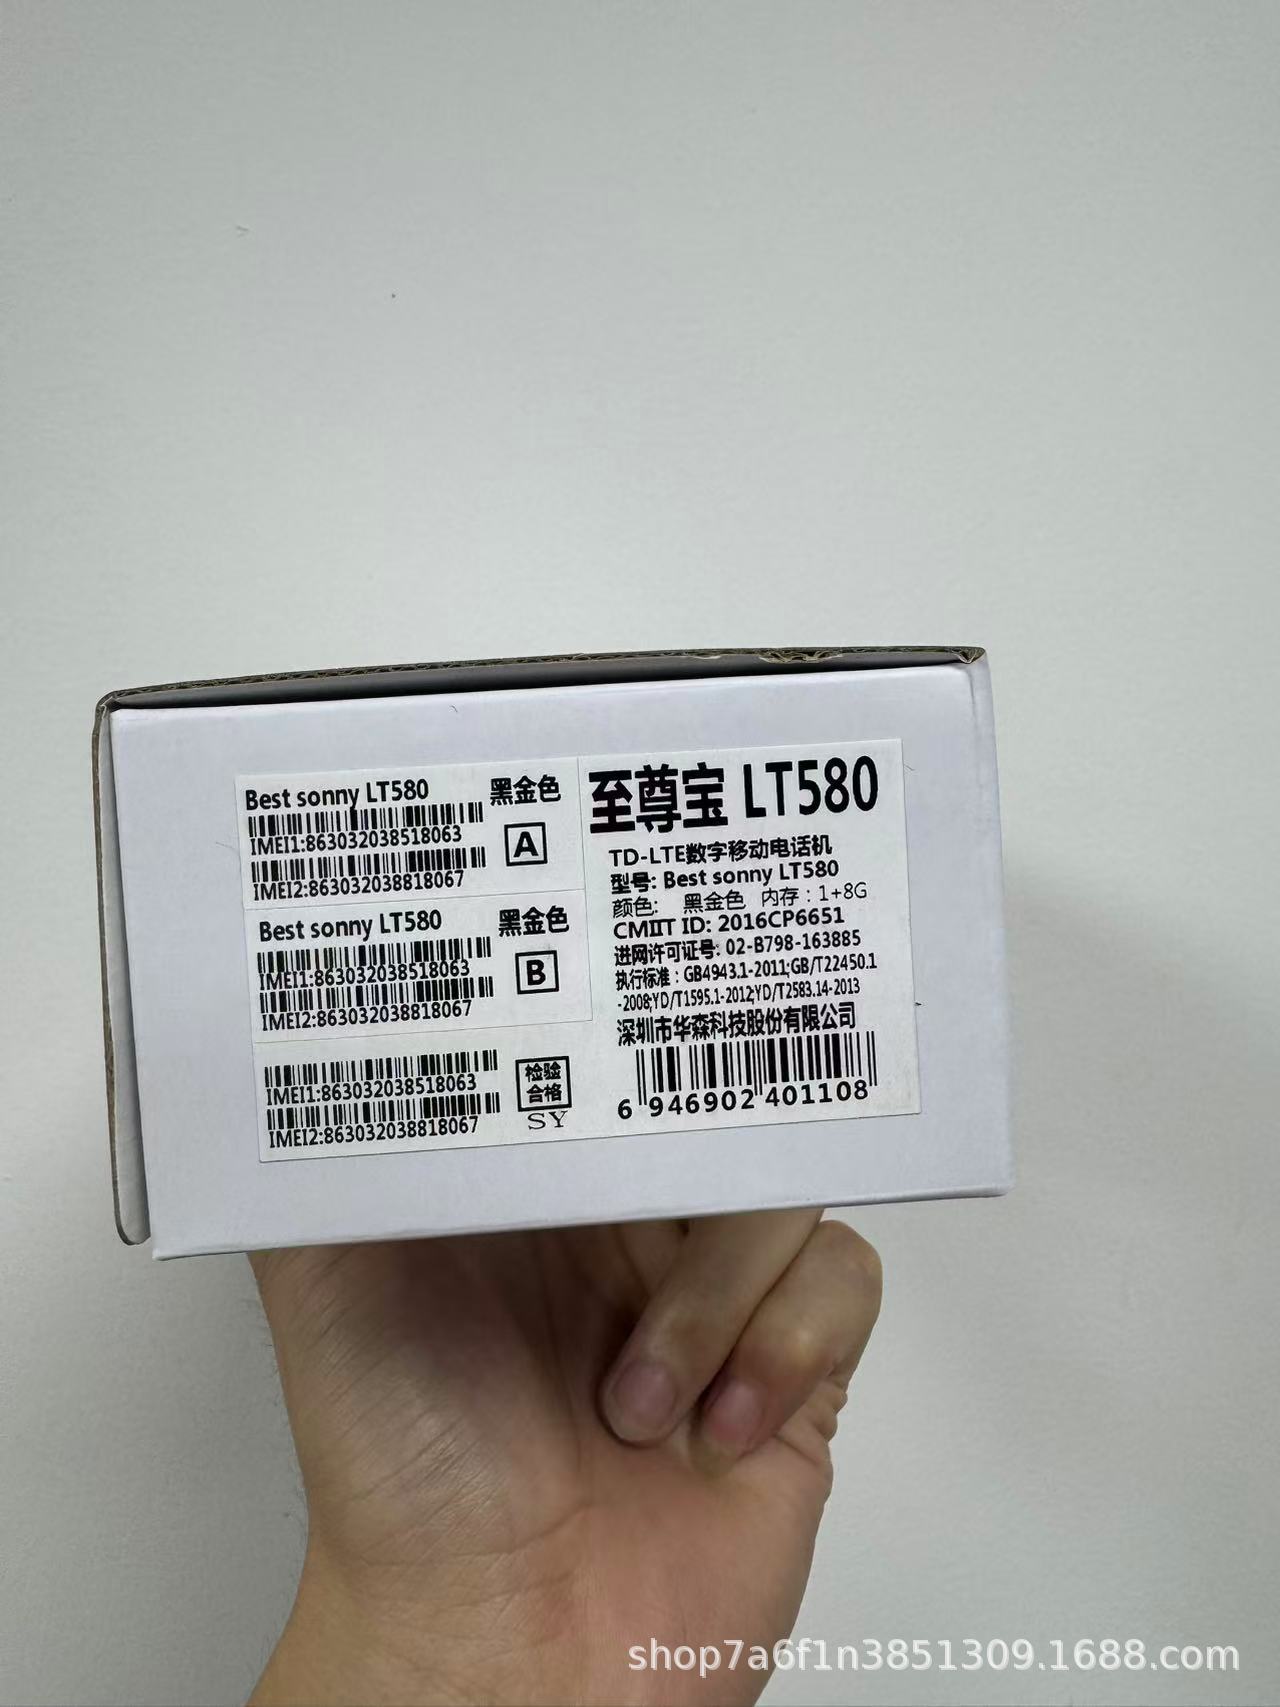 Best sonny LT580 黑金色
IMEI1:863032038518063
A
IMEI2:863032038818067
Best sonny LT580 黑金色
IMEI1:863032038518063
B
IMEI2:863032038818067
IMEI1:863032038518063
检验
合格
IMEI2:863032038818067
SY
至尊宝 LT580
TD-LTE数字移动电话机
型号: Best sonny LT580
颜色: 黑金色 内存：1+8G
CMIIT ID: 2016CP6651
进网许可证号: 02-B798-163885
执行标准：GB4943.1-2011;GB/T22450.1
-2008;YD/T1595.1-2012;YD/T2583.14-2013
深圳市华森科技股份有限公司
6 946902 401108
shop7a6f1n3851309.1688.com